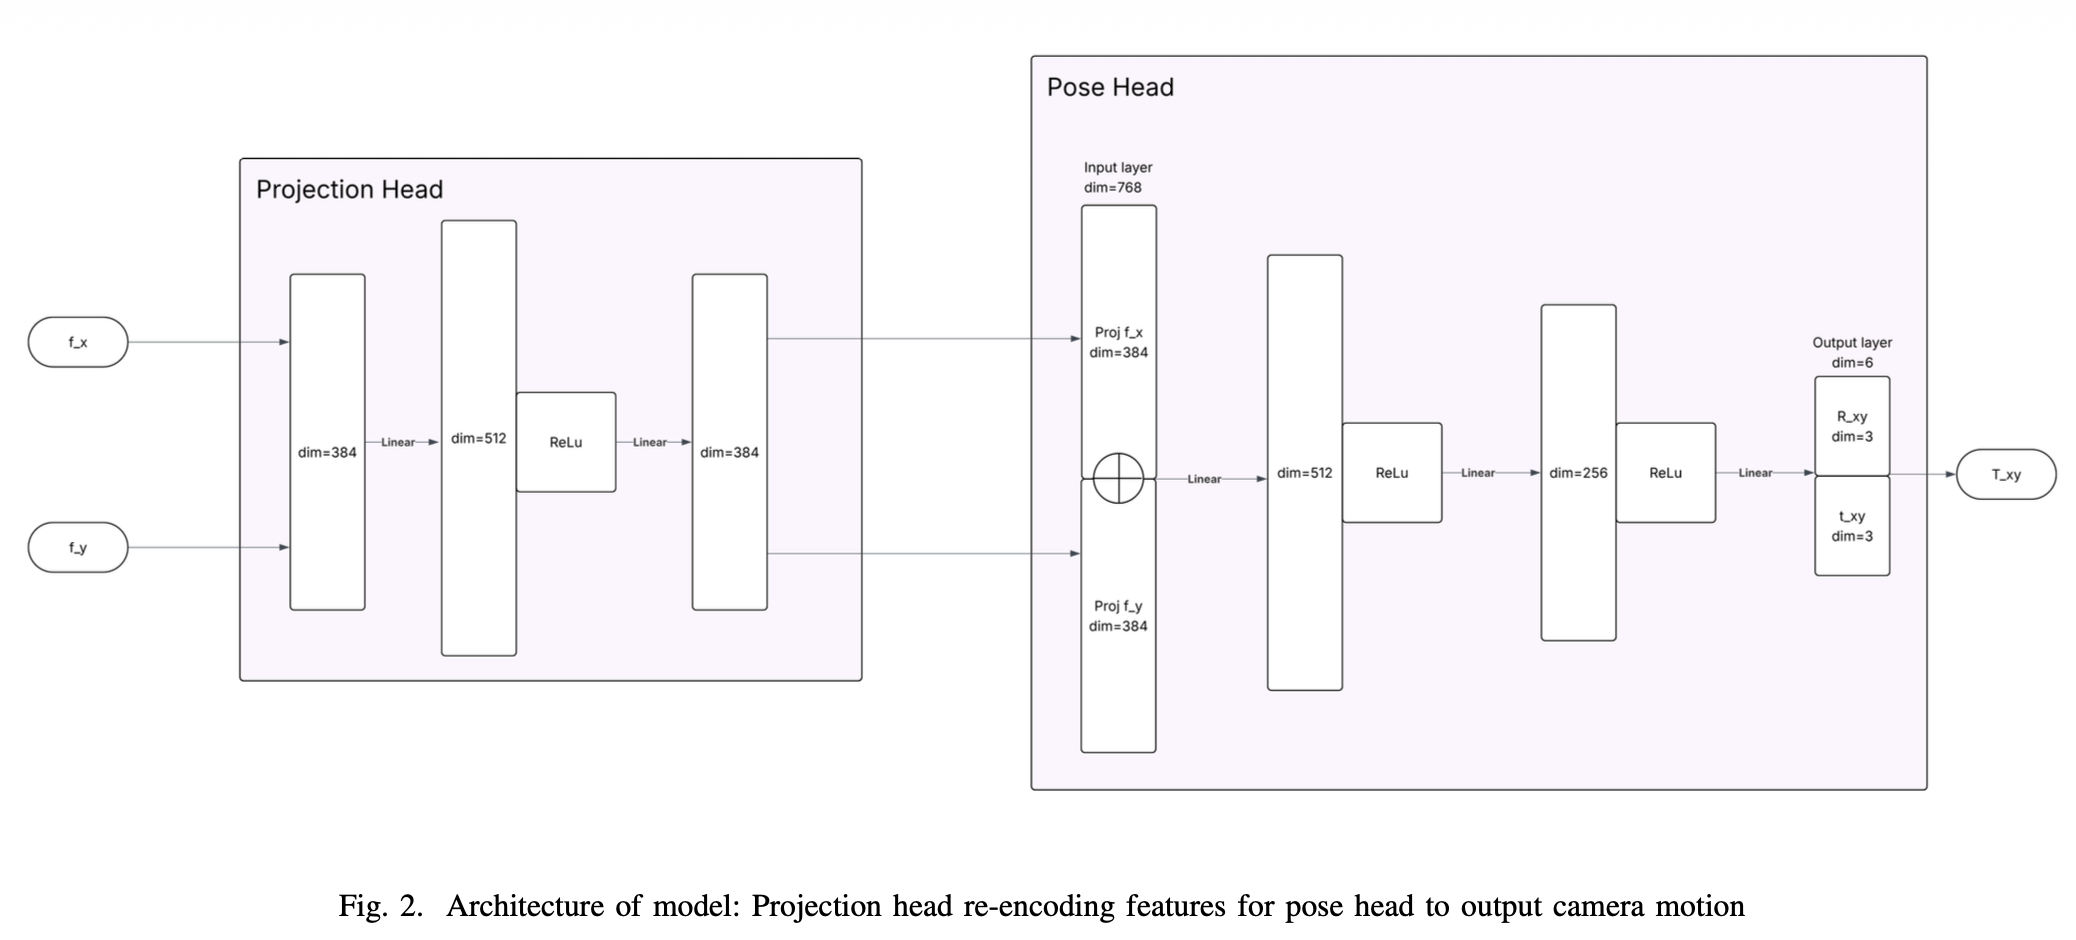 Pose Head
Input layer
dim=768
Projection Head
f_x
f_y
dim=384
Linear
dim=512
ReLu
Linear
dim=384
Proj f_x
dim=384
Proj f_y
dim=384
Linear
dim=512
ReLu
Linear
dim=256
ReLu
Linear
Output layer
dim=6
R_xy
dim=3
t_xy
dim=3
T_xy
Fig. 2. Architecture of model: Projection head re-encoding features for pose head to output camera motion